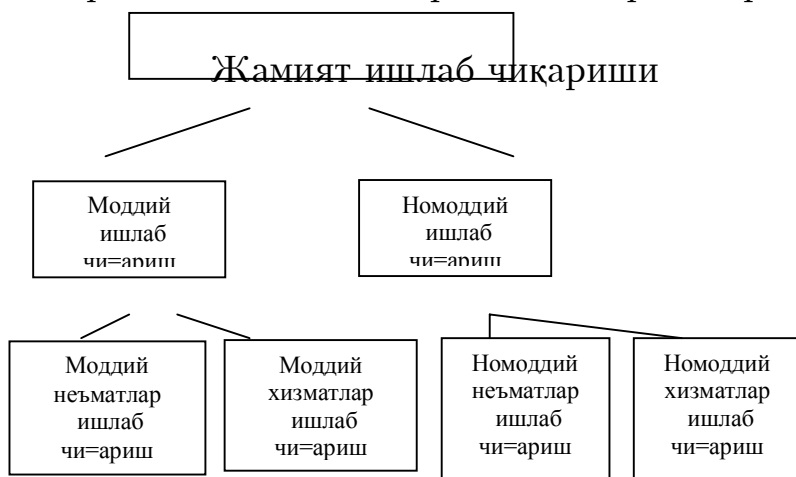 Жамият ишлаб чиқариши
Моддий
ишлаб
чи=ариш
Номоддий
ишлаб
чи=ариш
Моддий
неъматлар
ишлаб
чи=ариш
Моддий
хизматлар
ишлаб
чи=ариш
Номоддий
неъматлар
ишлаб
чи=ариш
Номоддий
хизматлар
ишлаб
чи=ариш